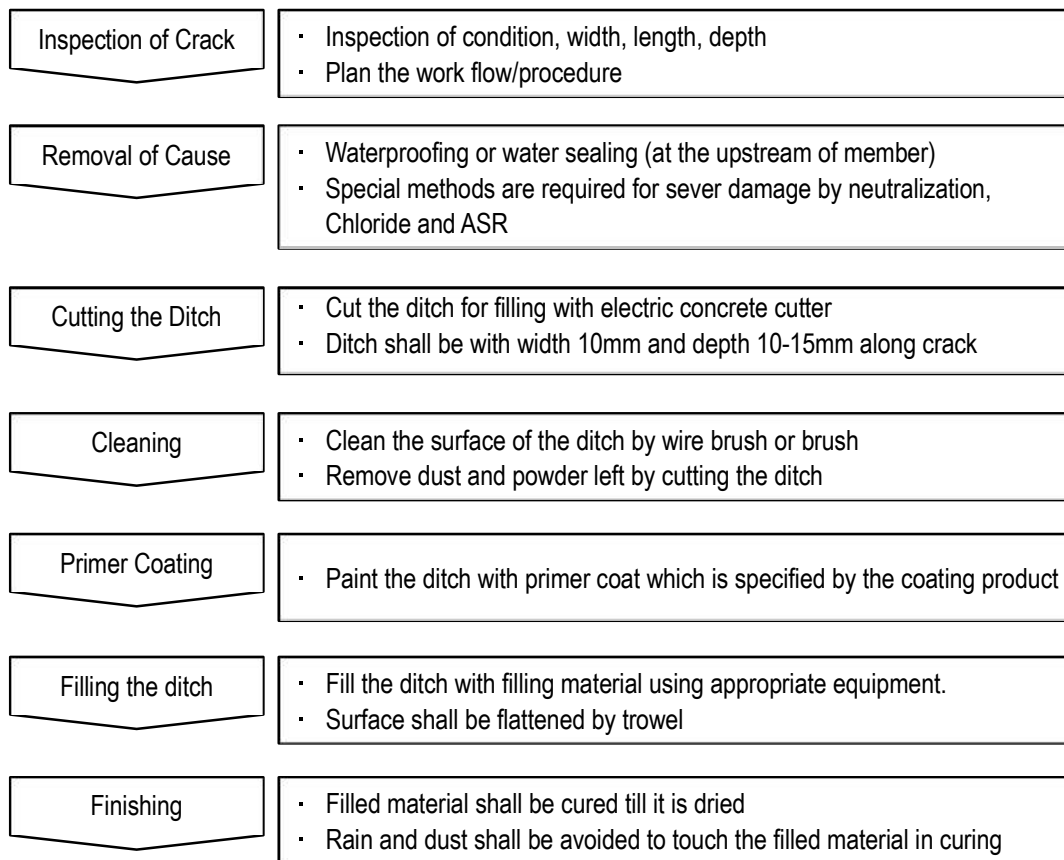 Inspection of Crack
· Inspection of condition, width, length, depth
· Plan the work flow/procedure
Removal of Cause
· Waterproofing or water sealing (at the upstream of member)
· Special methods are required for sever damage by neutralization,
Chloride and ASR
Cutting the Ditch
· Cut the ditch for filling with electric concrete cutter
· Ditch shall be with width 10mm and depth 10-15mm along crack
Cleaning
· Clean the surface of the ditch by wire brush or brush
· Remove dust and powder left by cutting the ditch
Primer Coating
· Paint the ditch with primer coat which is specified by the coating product
Filling the ditch
· Fill the ditch with filling material using appropriate equipment.
· Surface shall be flattened by trowel
Finishing
· Filled material shall be cured till it is dried
· Rain and dust shall be avoided to touch the filled material in curing